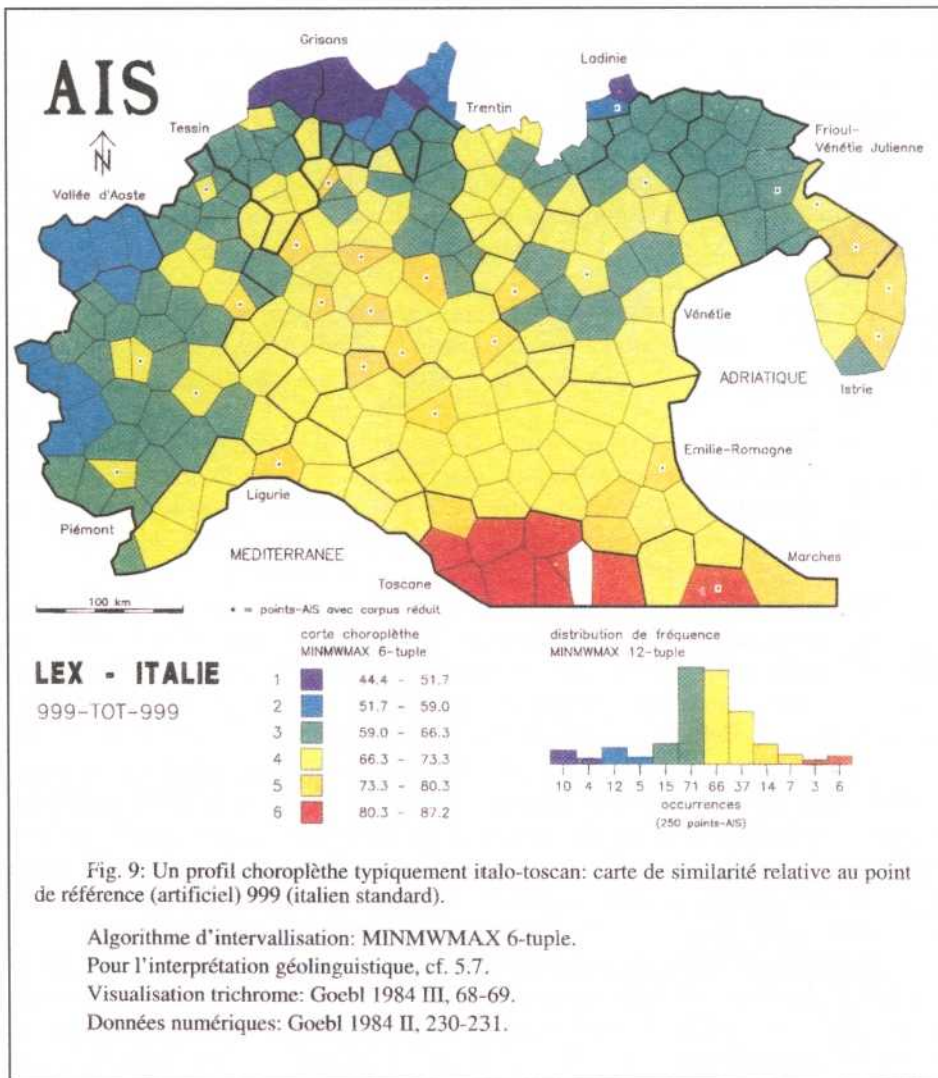 Grisons
Ladinie
AIS
Trentin
Tessin
Frioul-
Vénétie Julienne
N
Vallée d'Aoste
Vénétie
ADRIATIQUE
Istrie
Emilie-Romagne
Ligurie
Piémont
MEDITERRANEE
Marches
Toscane
100 km
• = points-AIS avec corpus réduit
carte choroplèthe
MINMWMAX 6-tuple
distribution de fréquence
MINMWMAX 12-tuple
LEX - ITALIE
999-TOT-999
1 44.4 - 51.7
2 51.7 - 59.0
3 59.0 - 66.3
4 66.3 - 73.3
5 73.3 - 80.3
6 80.3 - 87.2
10 4 12 5 15 71 66 37 14 7 3 6
occurrences
(250 points-AIS)
Fig. 9: Un profil choroplèthe typiquement italo-toscan: carte de similarité relative au point
de référence (artificiel) 999 (italien standard).
Algorithme d'intervallisation: MINMWMAX 6-tuple.
Pour l'interprétation géolinguistique, cf. 5.7.
Visualisation trichrome: Goebl 1984 III, 68-69.
Données numériques: Goebl 1984 II, 230-231.